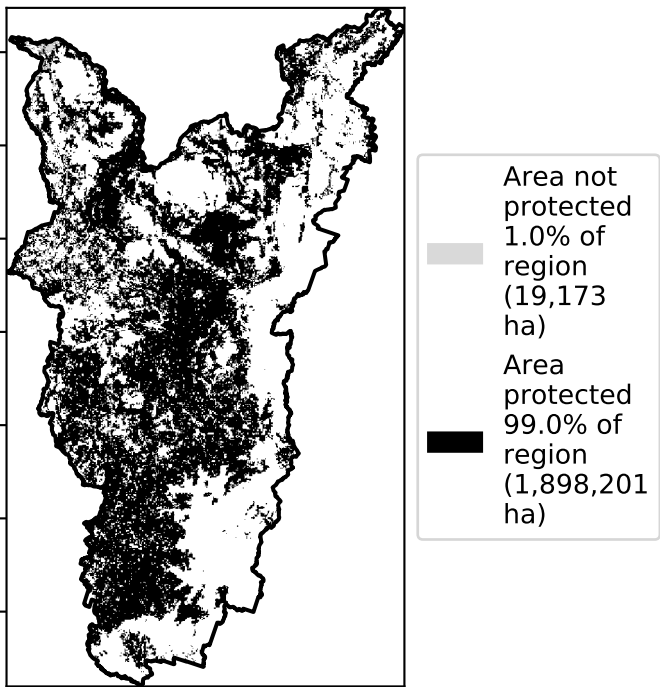 Area not
protected
1.0% of
region
(19,173
ha)
Area
protected
99.0% of
region
(1,898,201
ha)